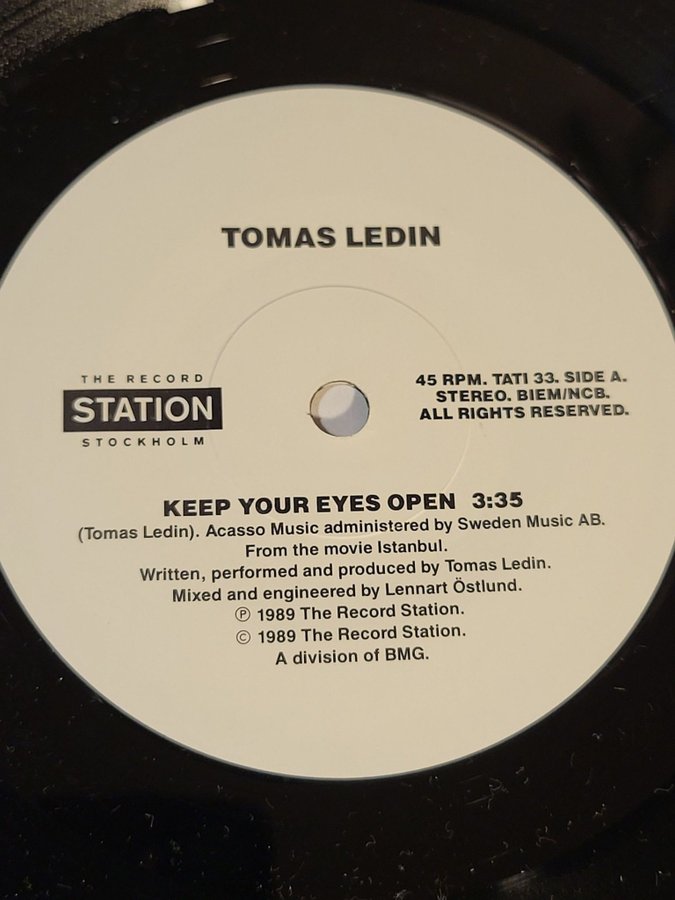 TOMAS LEDIN
THE RECORD
STATION
STOCKHOLM
45 RPM. TATI 33. SIDE A.
STEREO. BIEM/NCB.
ALL RIGHTS RESERVED.
KEEP YOUR EYES OPEN 3:35
(Tomas Ledin). Acasso Music administered by Sweden Music AB.
From the movie Istanbul.
Written, performed and produced by Tomas Ledin.
Mixed and engineered by Lennart Östlund.
Ⓟ 1989 The Record Station.
© 1989 The Record Station.
A division of BMG.